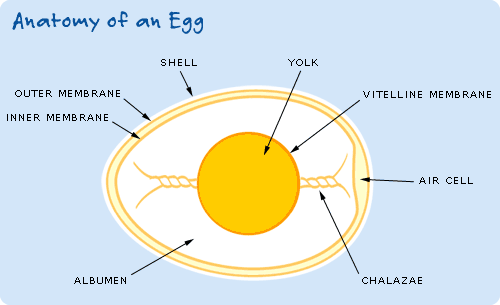 Anatomy of an Egg
SHELL
YOLK
OUTER MEMBRANE
VITELLINE MEMBRANE
INNER MEMBRANE
AIR CELL
ALBUMEN
CHALAZAE